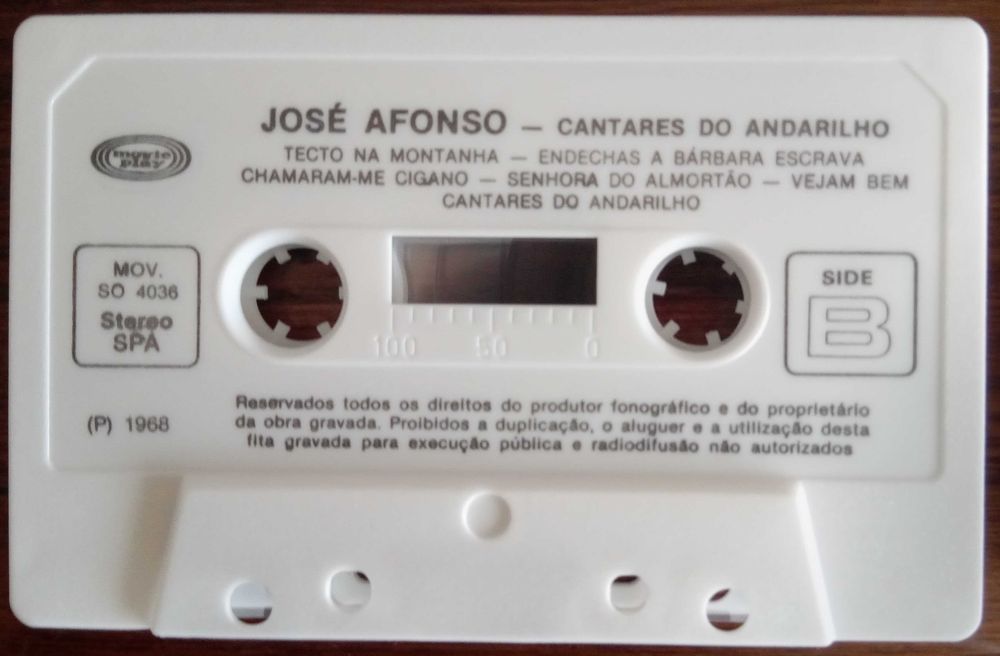 JOSÉ AFONSO — CANTARES DO ANDARILHO
TECTO NA MONTANHA — ENDECHAS A BÁRBARA ESCRAVA
CHAMARAM-ME CIGANO — SENHORA DO ALMORTÃO — VEJAM BEM
CANTARES DO ANDARILHO
movie
play
MOV.
SO 4036
Stereo
SPA
100 50 0
SIDE
B
(P) 1968
Reservados todos os direitos do produtor fonográfico e do proprietário
da obra gravada. Proibidos a duplicação, o aluguer e a utilização desta
fita gravada para execução pública e radiodifusão não autorizados